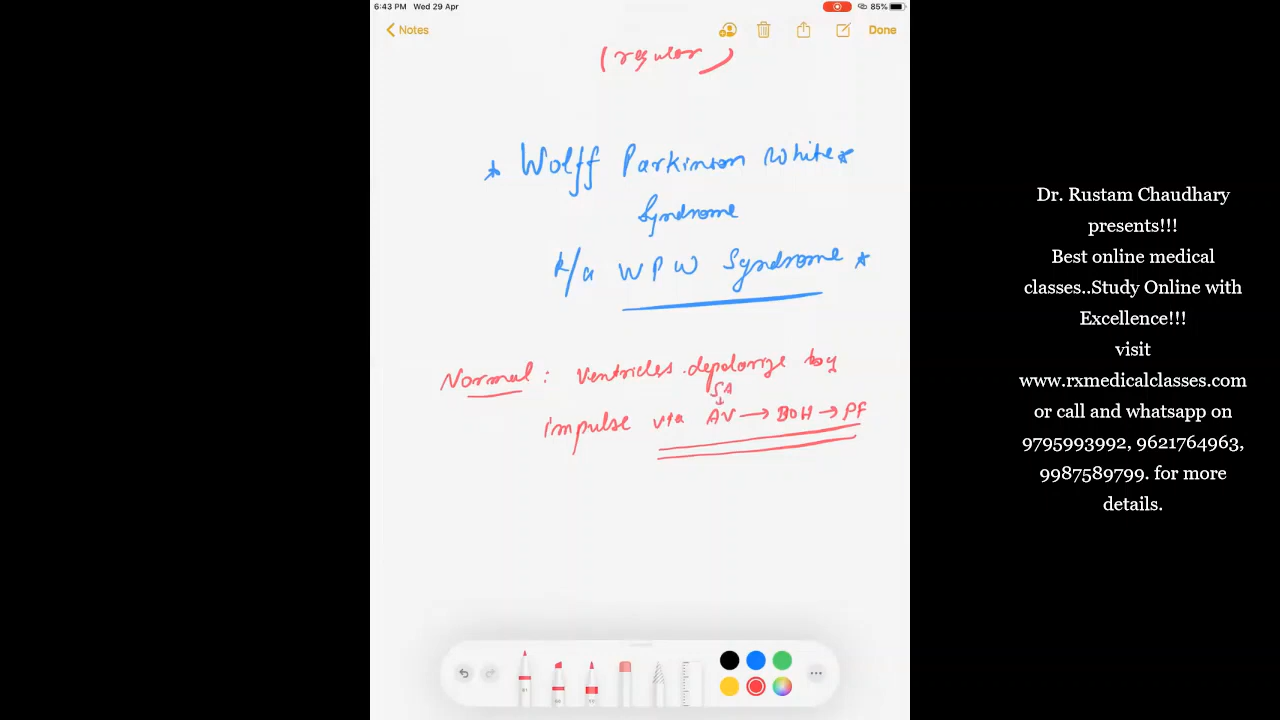 6:43 PM Wed 29 Apr
85%
Notes
Done
(regular)
* Wolff Parkinson White *
Syndrome
k/a WPW Syndrome *
Normal : Ventricles depolarize by
SA
↓
impulse via AV → BOH → PF
Dr. Rustam Chaudhary
presents!!!
Best online medical
classes..Study Online with
Excellence!!!
visit
www.rxmedicalclasses.com
or call and whatsapp on
9795993992, 9621764963,
9987589799. for more
details.